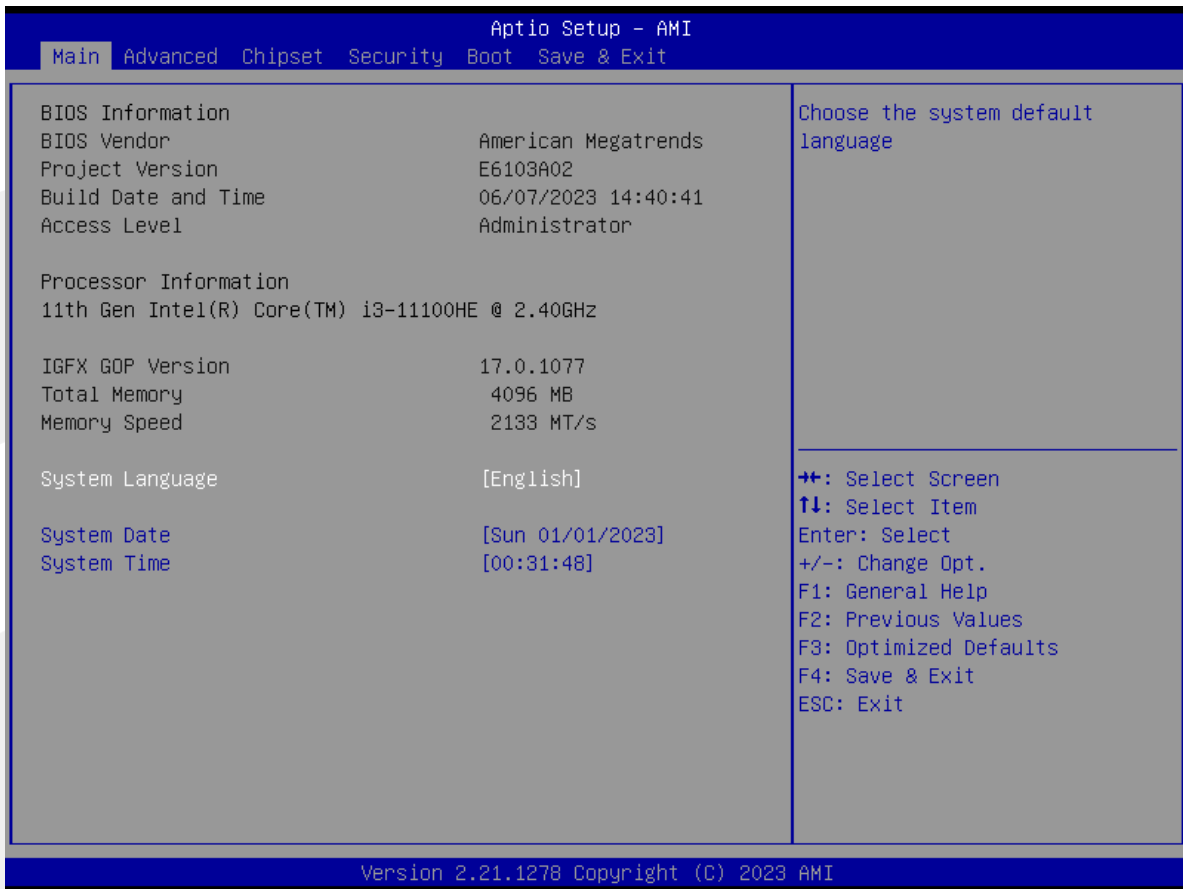 Aptio Setup – AMI
Main Advanced Chipset Security Boot Save & Exit
BIOS Information
BIOS Vendor American Megatrends
Project Version E6103A02
Build Date and Time 06/07/2023 14:40:41
Access Level Administrator
Processor Information
11th Gen Intel(R) Core(TM) i3-11100HE @ 2.40GHz
IGFX GOP Version 17.0.1077
Total Memory 4096 MB
Memory Speed 2133 MT/s
System Language [English]
System Date [Sun 01/01/2023]
System Time [00:31:48]
Choose the system default
language
→←: Select Screen
↑↓: Select Item
Enter: Select
+/-: Change Opt.
F1: General Help
F2: Previous Values
F3: Optimized Defaults
F4: Save & Exit
ESC: Exit
Version 2.21.1278 Copyright (C) 2023 AMI